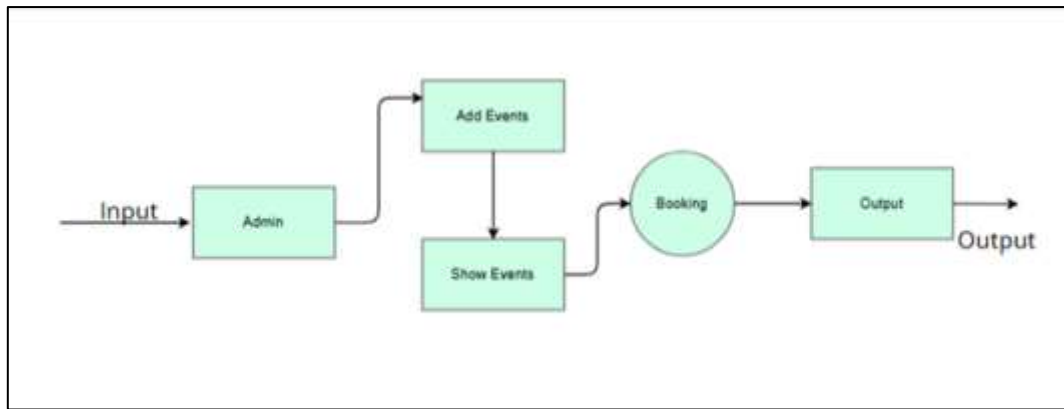 Input
Admin
Add Events
Show Events
Booking
Output
Output